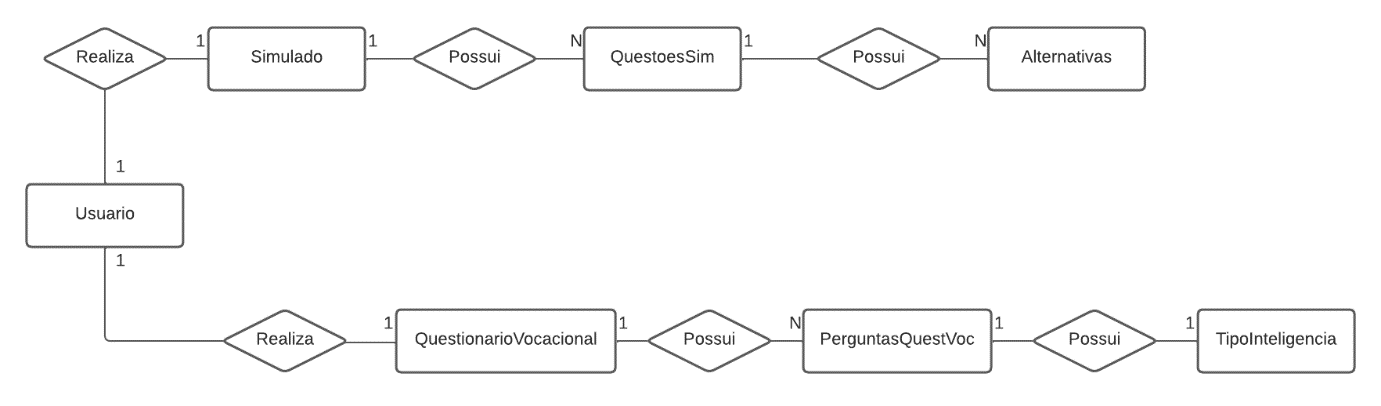 Realiza
1
Simulado
1
Possui
N
QuestoesSim
1
Possui
N
Alternativas
1
Usuario
1
Realiza
1
QuestionarioVocacional
1
Possui
N
PerguntasQuestVoc
1
Possui
1
TipoInteligencia